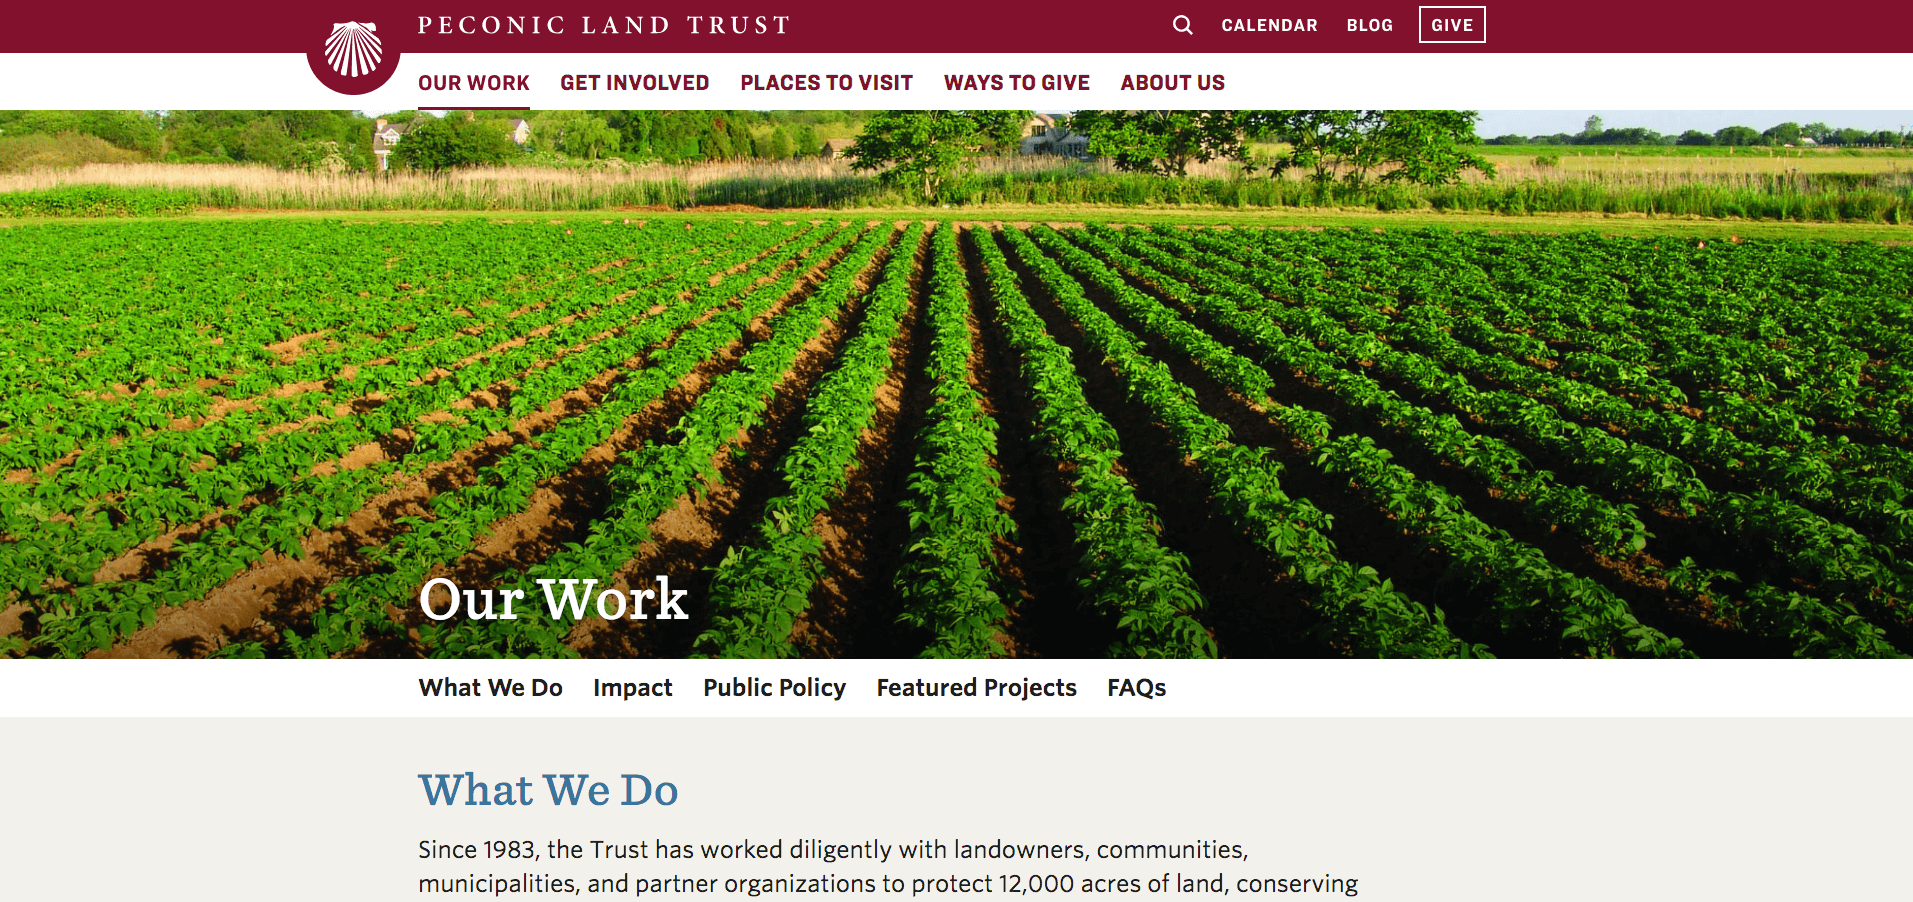 PECONIC LAND TRUST
CALENDAR BLOG GIVE
OUR WORK GET INVOLVED PLACES TO VISIT WAYS TO GIVE ABOUT US
Our Work
What We Do Impact Public Policy Featured Projects FAQs
What We Do
Since 1983, the Trust has worked diligently with landowners, communities,
municipalities, and partner organizations to protect 12,000 acres of land, conserving